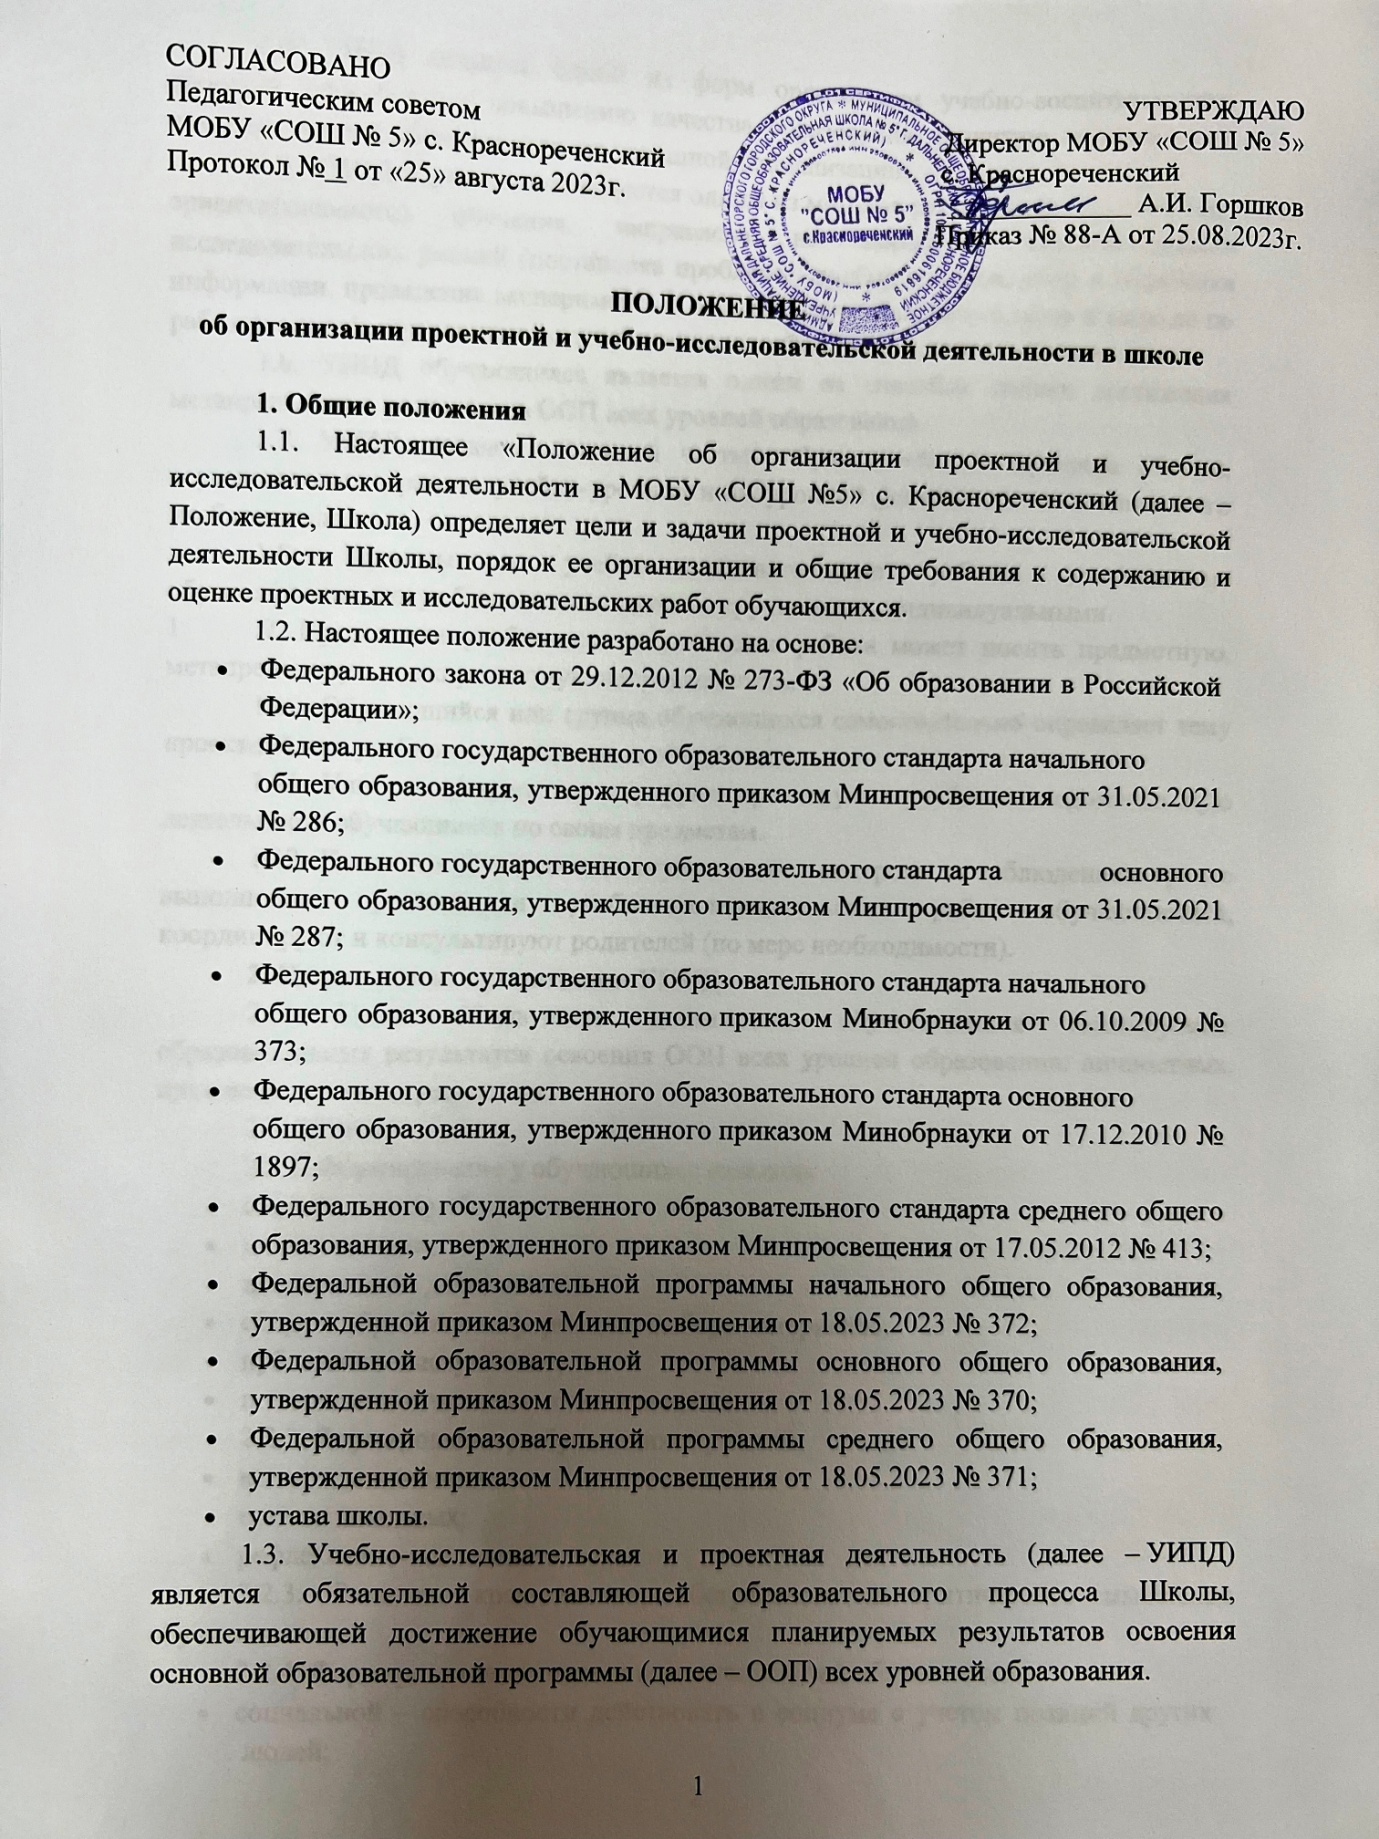 СОГЛАСОВАНО
Педагогическим советом
МОБУ «СОШ № 5» с. Краснореченский
Протокол № 1 от «25» августа 2023г.
УТВЕРЖДАЮ
Директор МОБУ «СОШ № 5»
с. Краснореченский
А.И. Горшков
Приказ № 88-А от 25.08.2023г.
МОБУ
"СОШ № 5"
с.Краснореченский
ПОЛОЖЕНИЕ
об организации проектной и учебно-исследовательской деятельности в школе
1. Общие положения
1.1. Настоящее «Положение об организации проектной и учебно-
исследовательской деятельности в МОБУ «СОШ №5» с. Краснореченский (далее –
Положение, Школа) определяет цели и задачи проектной и учебно-исследовательской
деятельности Школы, порядок ее организации и общие требования к содержанию и
оценке проектных и исследовательских работ обучающихся.
1.2. Настоящее положение разработано на основе:
• Федерального закона от 29.12.2012 № 273-ФЗ «Об образовании в Российской
Федерации»;
• Федерального государственного образовательного стандарта начального
общего образования, утвержденного приказом Минпросвещения от 31.05.2021
№ 286;
• Федерального государственного образовательного стандарта основного
общего образования, утвержденного приказом Минпросвещения от 31.05.2021
№ 287;
• Федерального государственного образовательного стандарта начального
общего образования, утвержденного приказом Минобрнауки от 06.10.2009 №
373;
• Федерального государственного образовательного стандарта основного
общего образования, утвержденного приказом Минобрнауки от 17.12.2010 №
1897;
• Федерального государственного образовательного стандарта среднего общего
образования, утвержденного приказом Минпросвещения от 17.05.2012 № 413;
• Федеральной образовательной программы начального общего образования,
утвержденной приказом Минпросвещения от 18.05.2023 № 372;
• Федеральной образовательной программы основного общего образования,
утвержденной приказом Минпросвещения от 18.05.2023 № 370;
• Федеральной образовательной программы среднего общего образования,
утвержденной приказом Минпросвещения от 18.05.2023 № 371;
• устава школы.
1.3. Учебно-исследовательская и проектная деятельность (далее – УИПД)
является обязательной составляющей образовательного процесса Школы,
обеспечивающей достижение обучающимися планируемых результатов освоения
основной образовательной программы (далее – ООП) всех уровней образования.
1